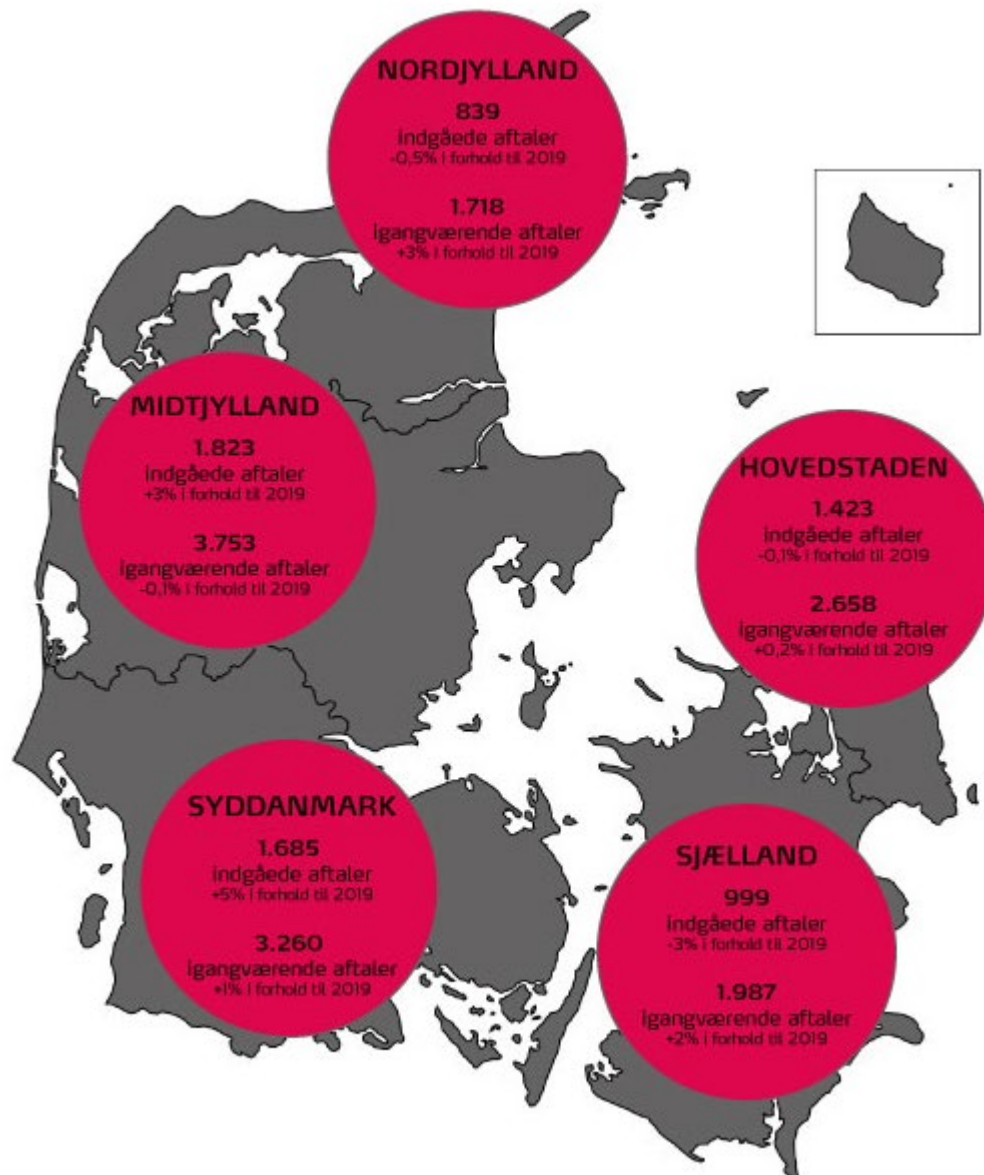 NORDJYLLAND
839
indgåede aftaler
-0,5% i forhold til 2019
1.718
igangværende aftaler
+3% i forhold til 2019
MIDTJYLLAND
1.823
indgåede aftaler
+3% i forhold til 2019
3.753
igangværende aftaler
-0,1% i forhold til 2019
HOVEDSTADEN
1.423
indgåede aftaler
-0,1% i forhold til 2019
2.658
igangværende aftaler
+0,2% i forhold til 2019
SYDDANMARK
1.685
indgåede aftaler
+5% i forhold til 2019
3.260
igangværende aftaler
+1% i forhold til 2019
SJÆLLAND
999
indgåede aftaler
-3% i forhold til 2019
1.987
igangværende aftaler
+2% i forhold til 2019